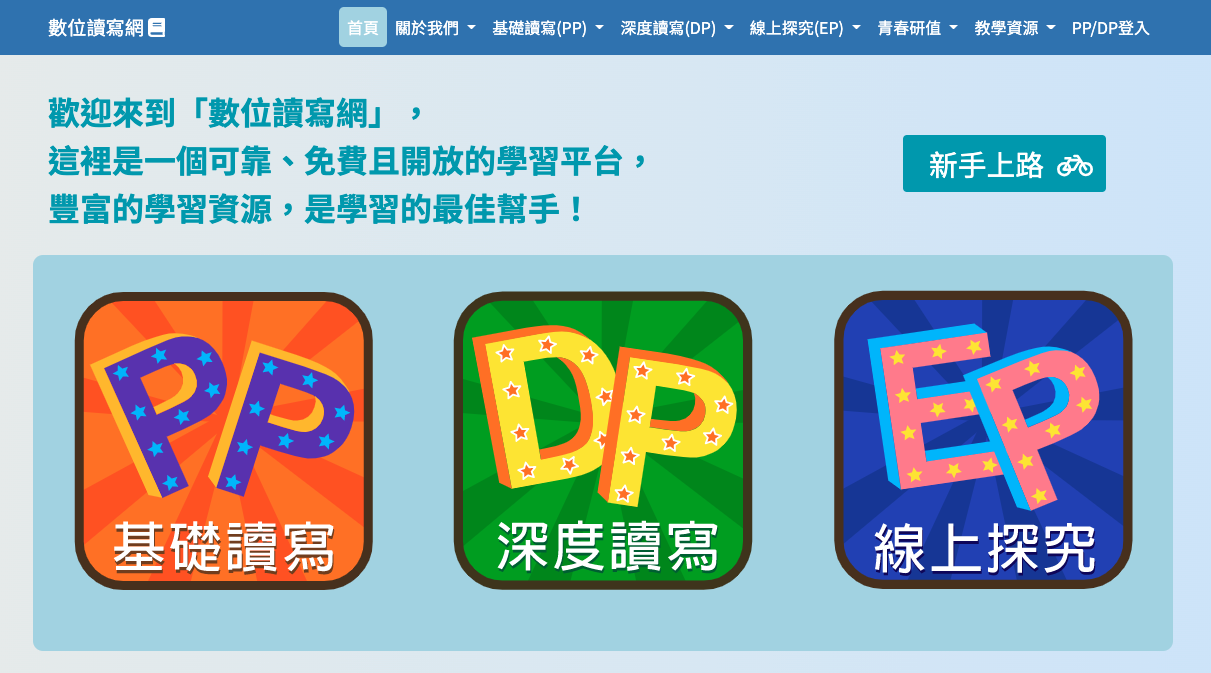 數位讀寫網
首頁 關於我們 基礎讀寫(PP) 深度讀寫(DP) 線上探究(EP) 青春研值 教學資源 PP/DP登入
歡迎來到「數位讀寫網」，
這裡是一個可靠、免費且開放的學習平台，
豐富的學習資源，是學習的最佳幫手！
新手上路
PP
基礎讀寫
DP
深度讀寫
EP
線上探究